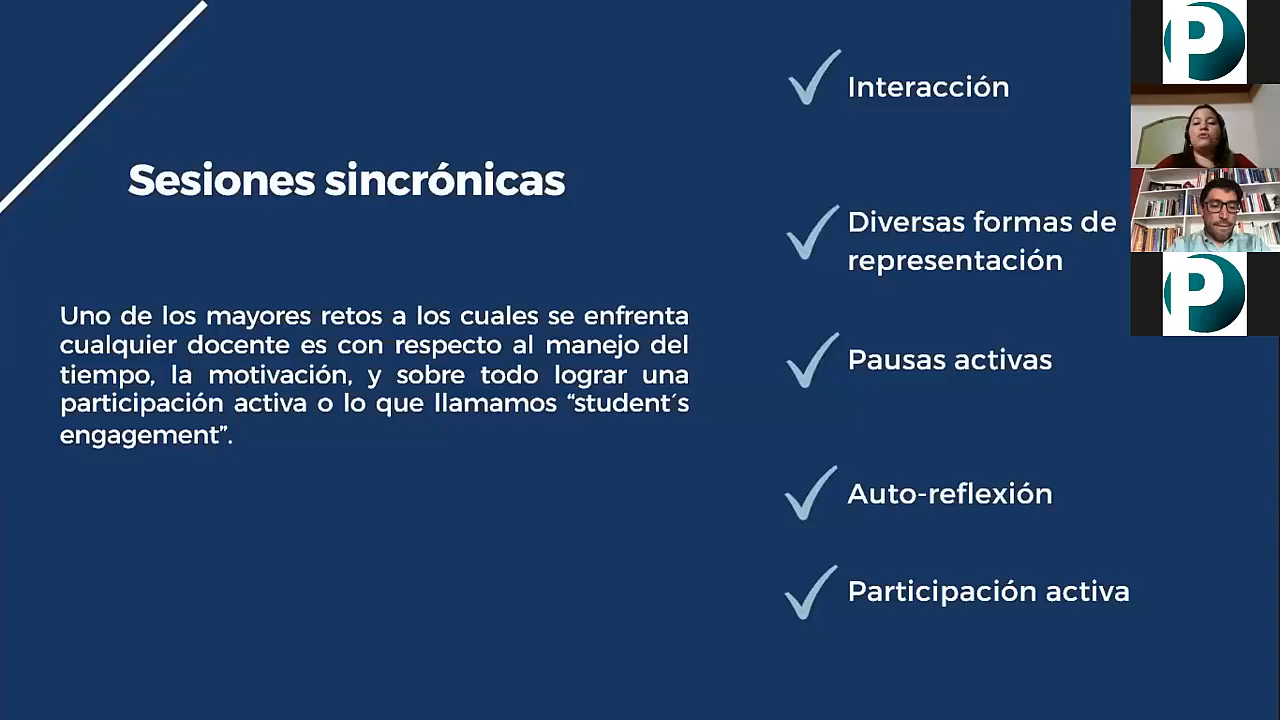 Sesiones sincrónicas
Uno de los mayores retos a los cuales se enfrenta
cualquier docente es con respecto al manejo del
tiempo, la motivación, y sobre todo lograr una
participación activa o lo que llamamos “student´s
engagement”.
Interacción
Diversas formas de
representación
Pausas activas
Auto-reflexión
Participación activa
P
P